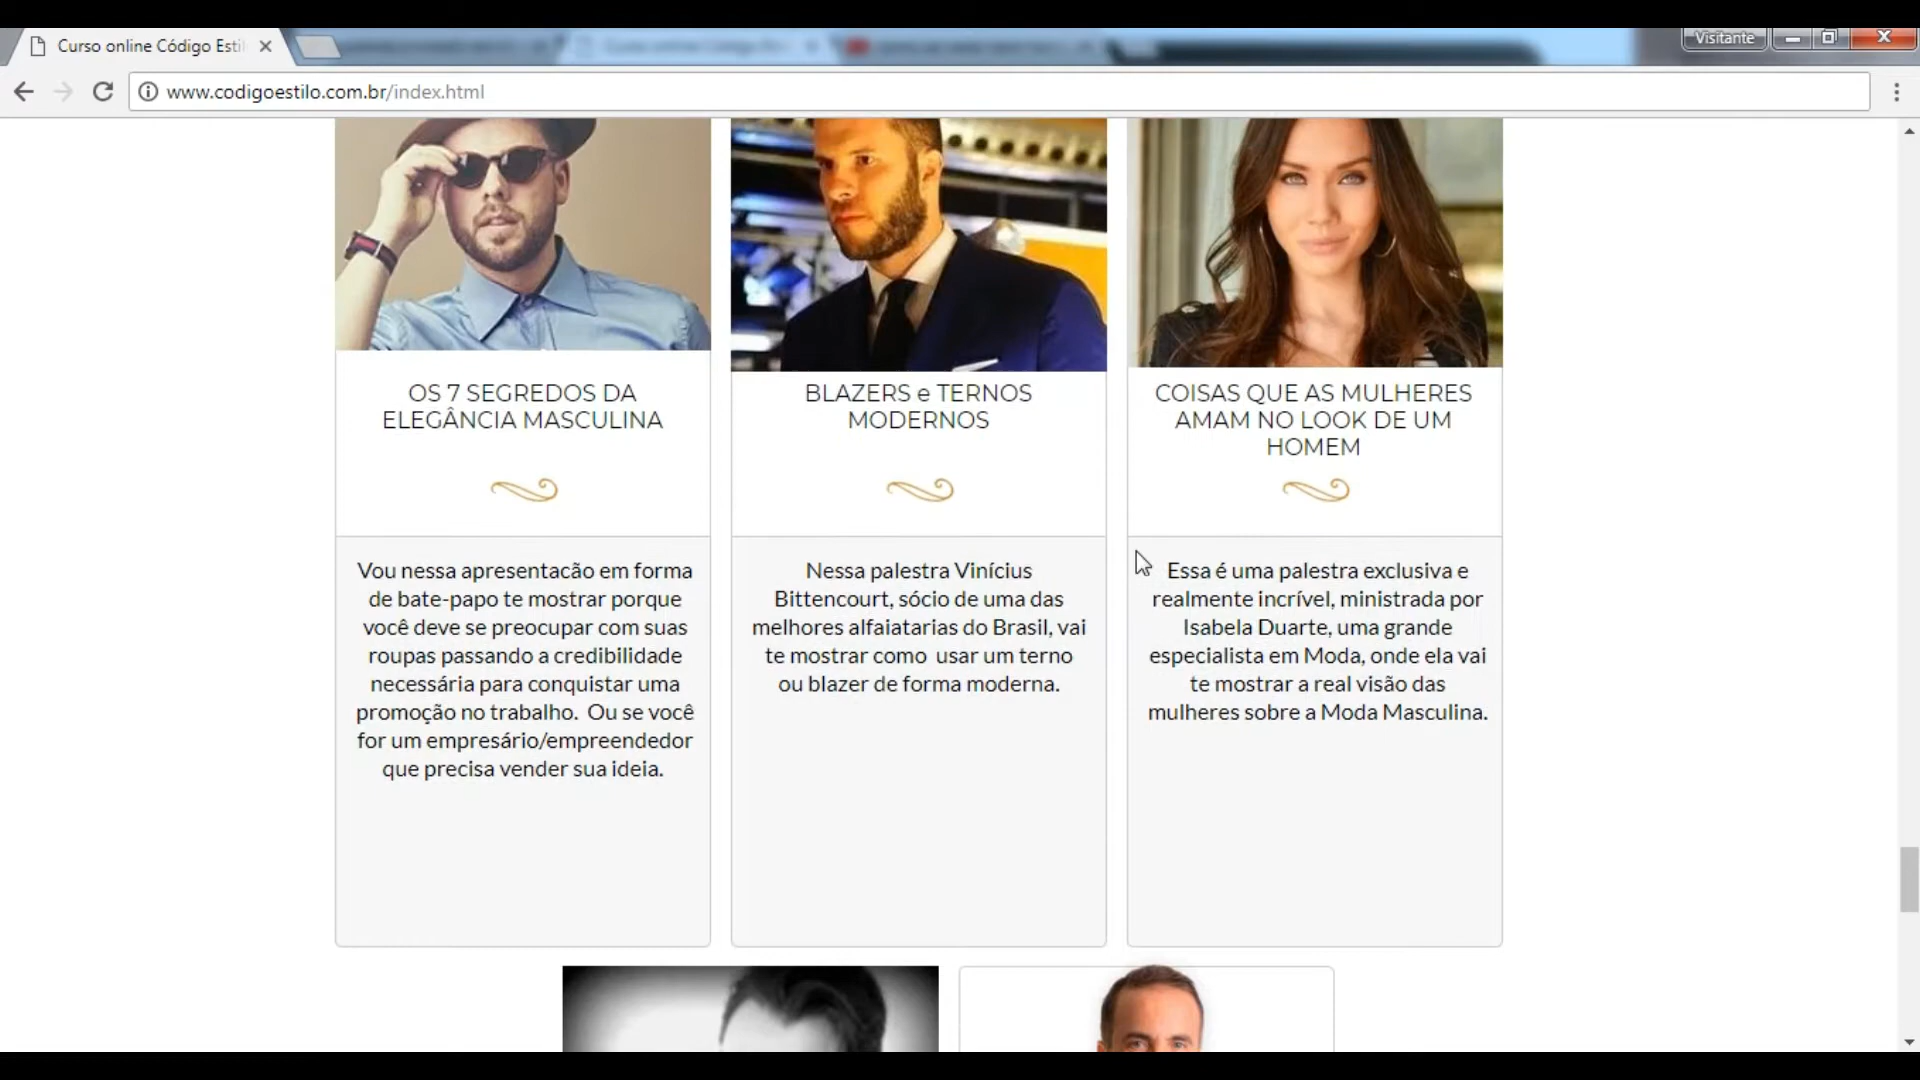 Curso online Código Esti
Visitante
www.codigoestilo.com.br/index.html
OS 7 SEGREDOS DA
ELEGÂNCIA MASCULINA
Vou nessa apresentacão em forma
de bate-papo te mostrar porque
você deve se preocupar com suas
roupas passando a credibilidade
necessária para conquistar uma
promoção no trabalho. Ou se você
for um empresário/empreendedor
que precisa vender sua ideia.
BLAZERS e TERNOS
MODERNOS
Nessa palestra Vinícius
Bittencourt, sócio de uma das
melhores alfaiatarias do Brasil, vai
te mostrar como usar um terno
ou blazer de forma moderna.
COISAS QUE AS MULHERES
AMAM NO LOOK DE UM
HOMEM
Essa é uma palestra exclusiva e
realmente incrível, ministrada por
Isabela Duarte, uma grande
especialista em Moda, onde ela vai
te mostrar a real visão das
mulheres sobre a Moda Masculina.